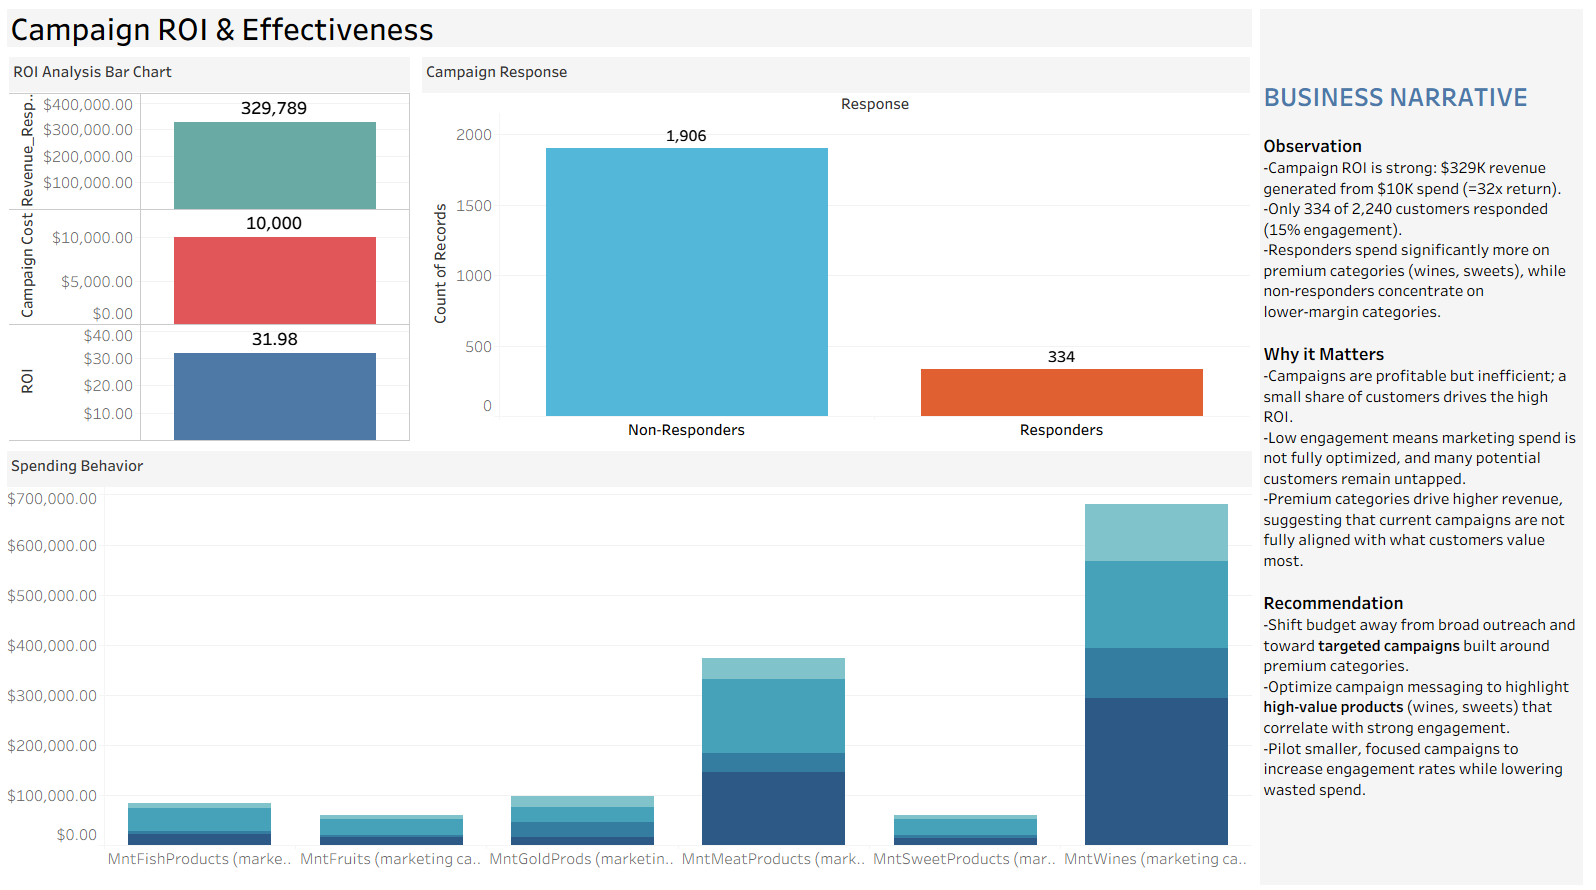 Campaign ROI & Effectiveness
ROI Analysis Bar Chart
Revenue_Resp..
$400,000.00
$300,000.00
$200,000.00
$100,000.00
329,789
Campaign Cost
$10,000.00
$5,000.00
$0.00
10,000
ROI
$40.00
$30.00
$20.00
$10.00
31.98
Campaign Response
Response
Count of Records
2000
1500
1000
500
0
1,906
334
Non-Responders
Responders
Spending Behavior
$700,000.00
$600,000.00
$500,000.00
$400,000.00
$300,000.00
$200,000.00
$100,000.00
$0.00
MntFishProducts (marke..
MntFruits (marketing ca..
MntGoldProds (marketin..
MntMeatProducts (mark..
MntSweetProducts (mar..
MntWines (marketing ca..
BUSINESS NARRATIVE
Observation
-Campaign ROI is strong: $329K revenue
generated from $10K spend (=32x return).
-Only 334 of 2,240 customers responded
(15% engagement).
-Responders spend significantly more on
premium categories (wines, sweets), while
non-responders concentrate on
lower-margin categories.
Why it Matters
-Campaigns are profitable but inefficient; a
small share of customers drives the high
ROI.
-Low engagement means marketing spend is
not fully optimized, and many potential
customers remain untapped.
-Premium categories drive higher revenue,
suggesting that current campaigns are not
fully aligned with what customers value
most.
Recommendation
-Shift budget away from broad outreach and
toward targeted campaigns built around
premium categories.
-Optimize campaign messaging to highlight
high-value products (wines, sweets) that
correlate with strong engagement.
-Pilot smaller, focused campaigns to
increase engagement rates while lowering
wasted spend.